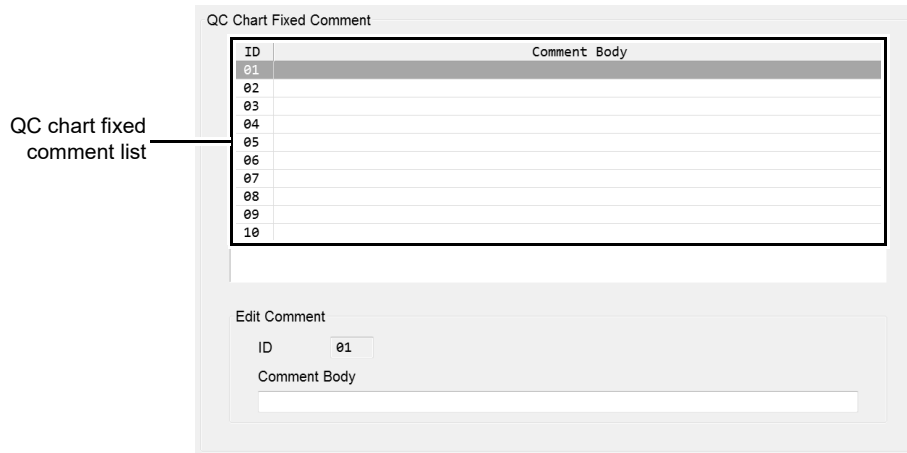 QC Chart Fixed Comment
ID Comment Body
01
02
03
04
05
06
07
08
09
10
QC chart fixed
comment list
Edit Comment
ID 01
Comment Body